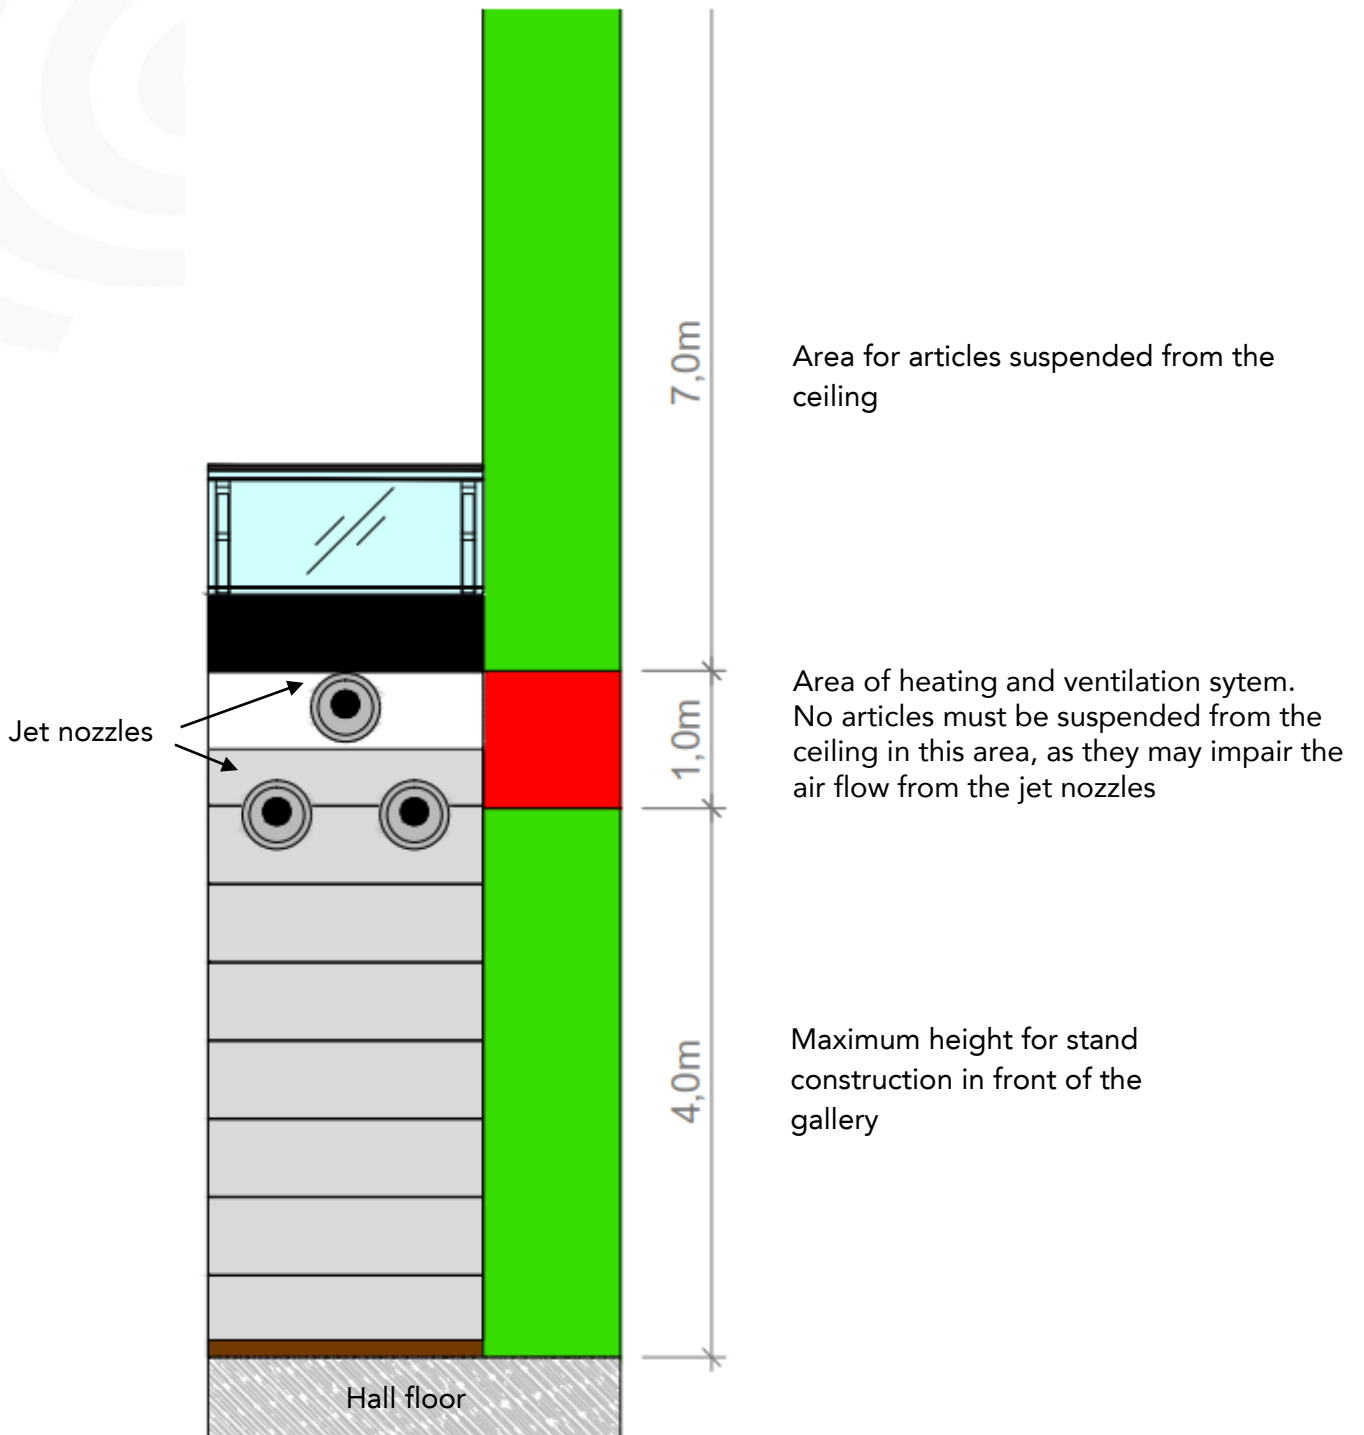 7,0m
Area for articles suspended from the
ceiling
Jet nozzles
1,0m
Area of heating and ventilation sytem.
No articles must be suspended from the
ceiling in this area, as they may impair the
air flow from the jet nozzles
4,0m
Maximum height for stand
construction in front of the
gallery
Hall floor